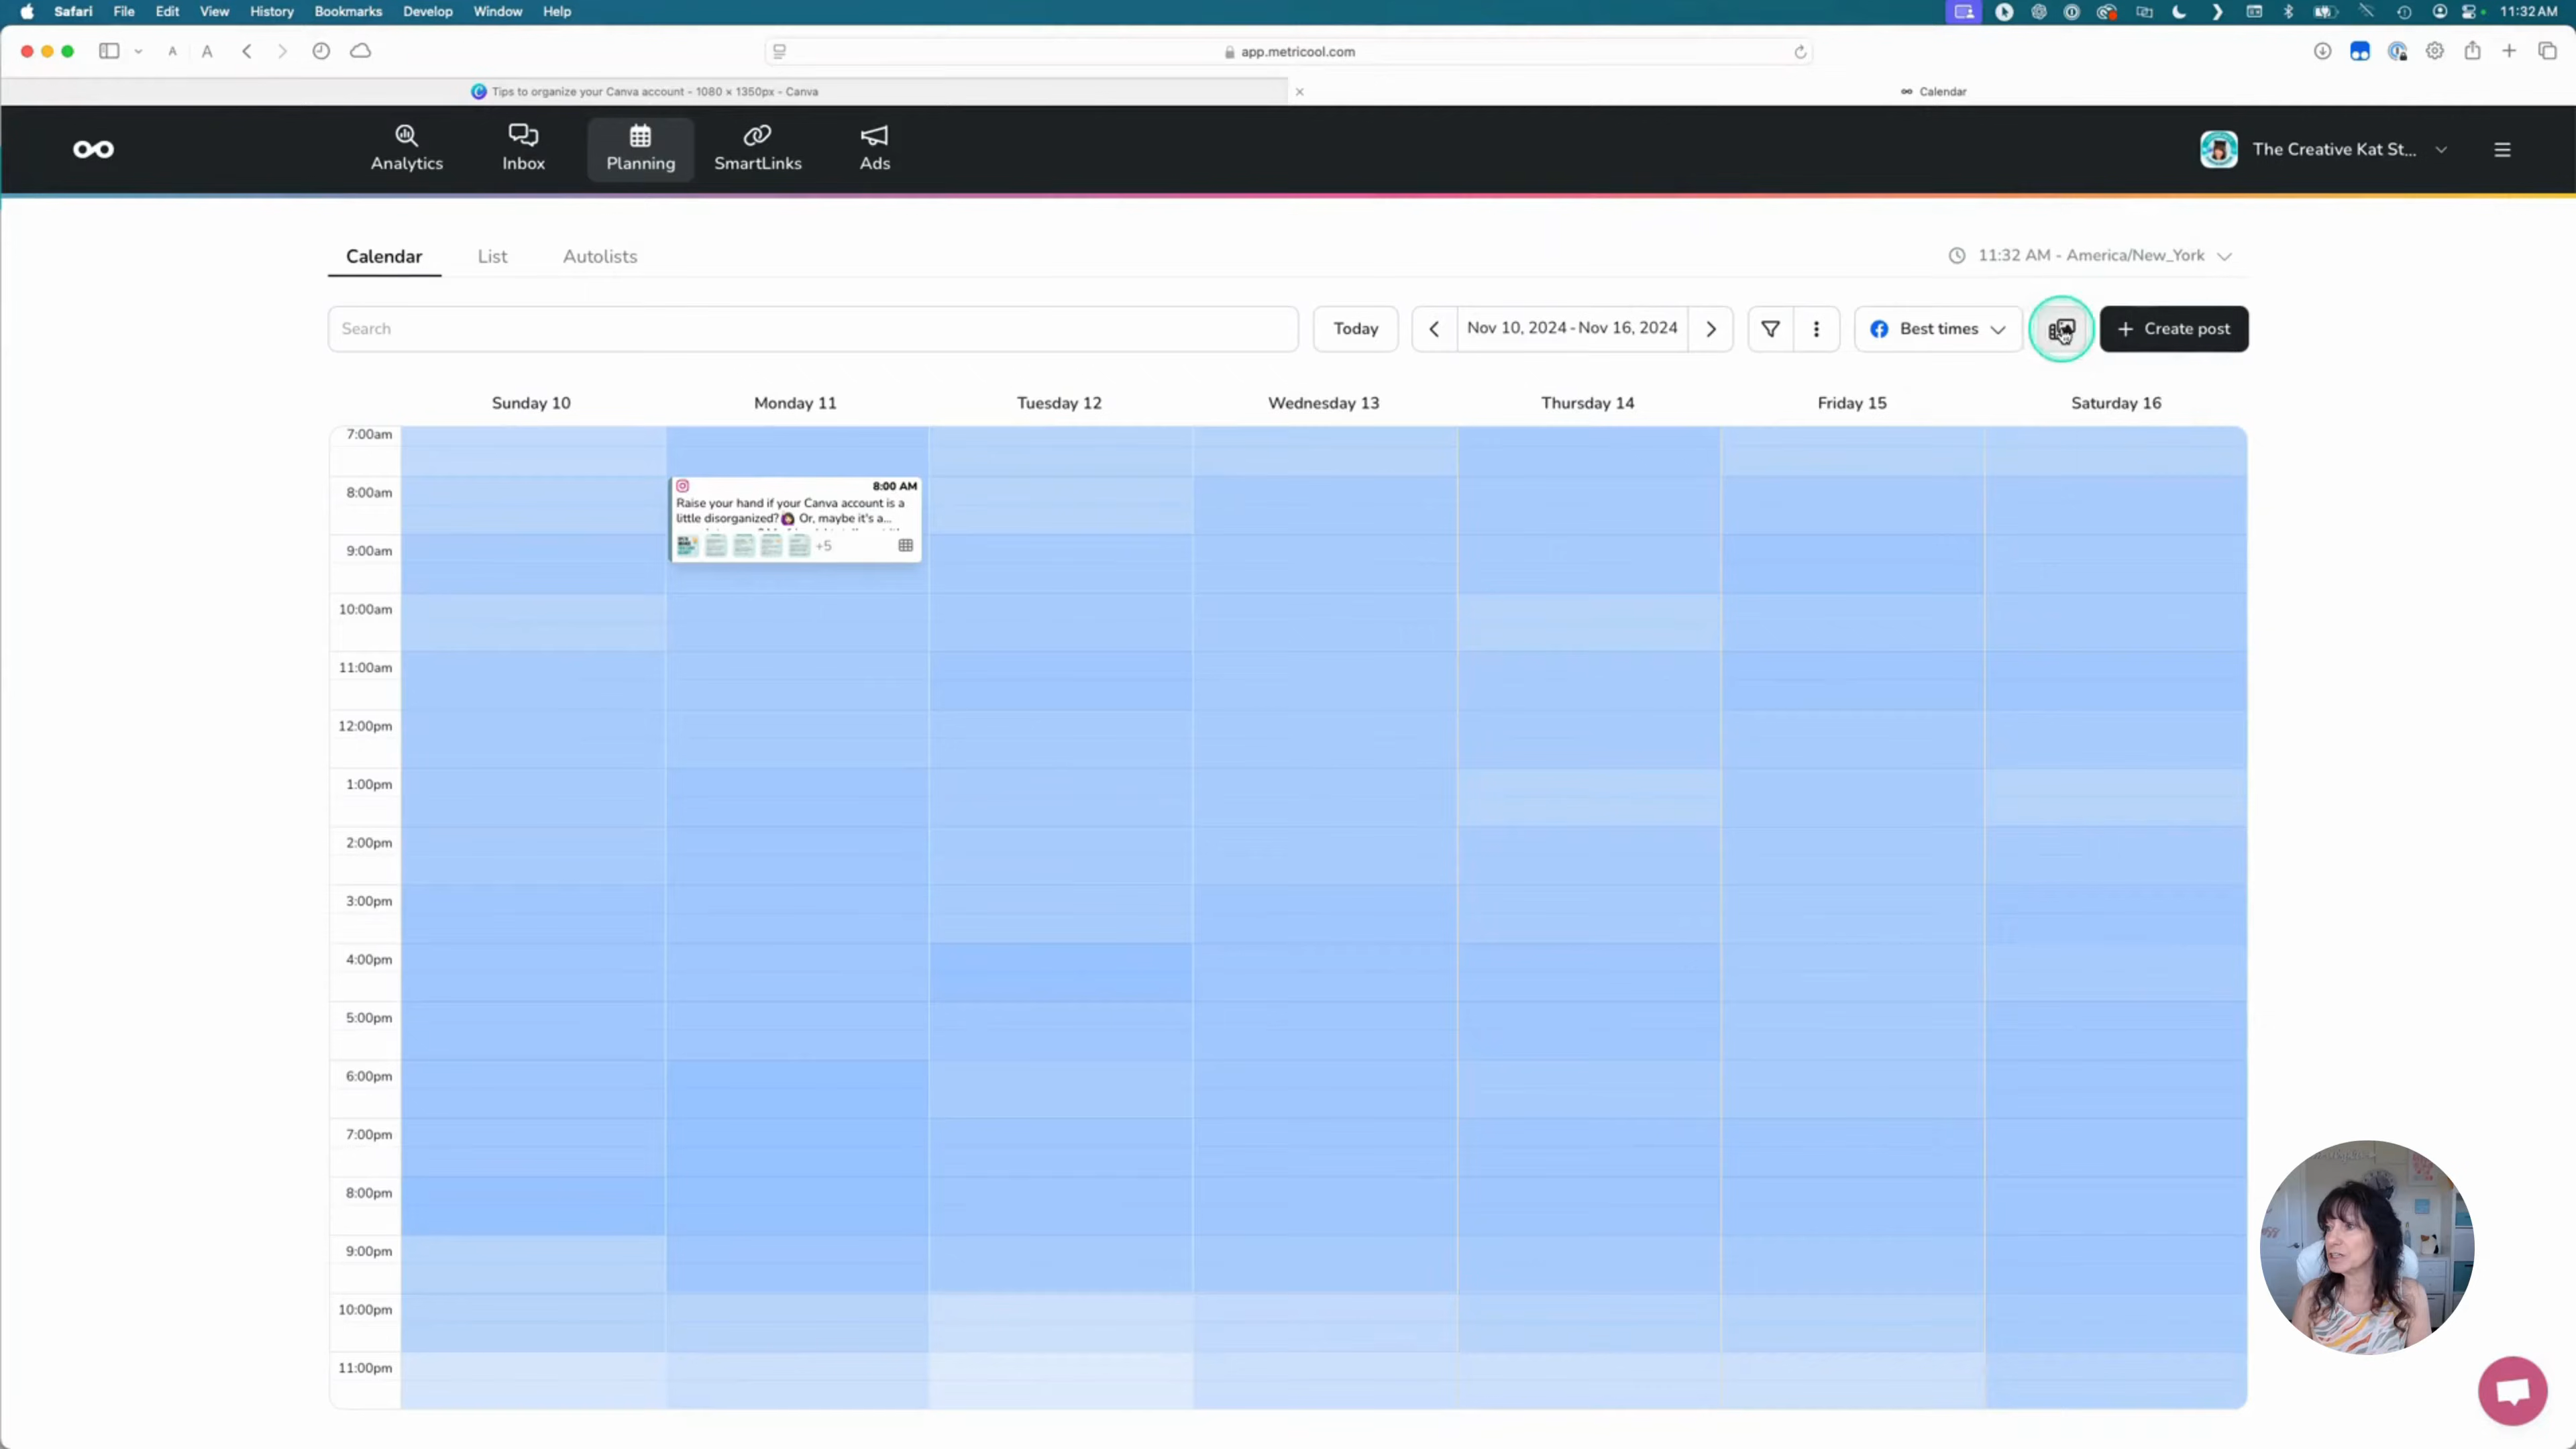 Safari File Edit View History Bookmarks Develop Window Help 11:32 AM
A A app.metricool.com
Tips to organize your Canva account - 1080 × 1350px - Canva Calendar
Analytics Inbox Planning SmartLinks Ads The Creative Kat St...
Calendar List Autolists 11:32 AM - America/New_York
Search Today Nov 10, 2024 - Nov 16, 2024 Best times + Create post
Sunday 10 Monday 11 Tuesday 12 Wednesday 13 Thursday 14 Friday 15 Saturday 16
7:00am
8:00am
8:00 AM
Raise your hand if your Canva account is a
little disorganized? Or, maybe it's a...
+5
9:00am
10:00am
11:00am
12:00pm
1:00pm
2:00pm
3:00pm
4:00pm
5:00pm
6:00pm
7:00pm
8:00pm
9:00pm
10:00pm
11:00pm